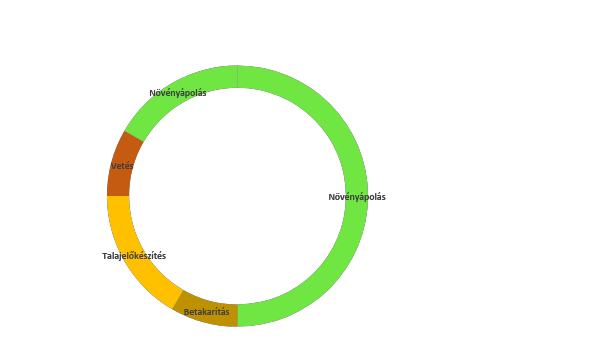 Növényápolás
Vetés
Növényápolás
Talajelőkészítés
Betakarítás